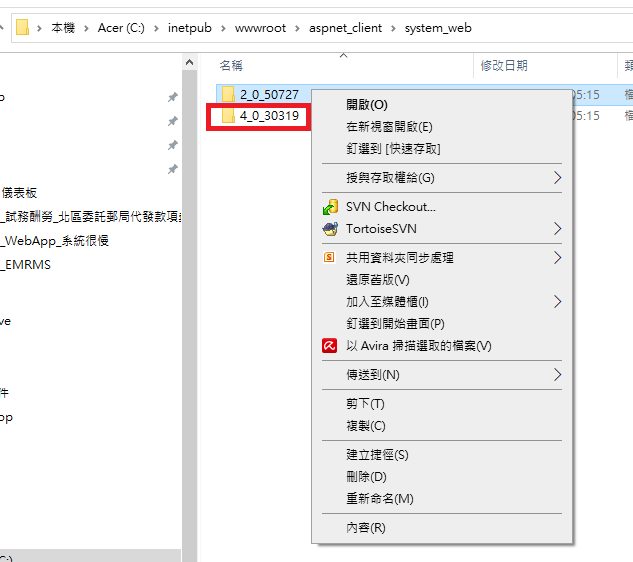 本機 > Acer (C:) > inetpub > wwwroot > aspnet_client > system_web
名稱
修改日期
2_0_50727
05:15
4_0_30319
05:15
儀表板
_試務酬勞_北區委託郵局代發款項
_WebApp_系統很慢
_EMRMS
ve
件
op
C:)
開啟(O)
在新視窗開啟(E)
釘選到 [快速存取]
授與存取權給(G)
SVN Checkout...
TortoiseSVN
共用資料夾同步處理
還原舊版(V)
加入至媒體櫃(I)
釘選到開始畫面(P)
以 Avira 掃描選取的檔案(V)
傳送到(N)
剪下(T)
複製(C)
建立捷徑(S)
刪除(D)
重新命名(M)
內容(R)